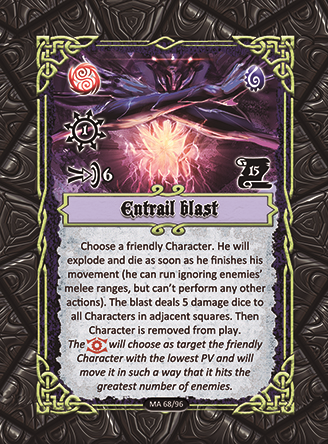 1
6
15
Entrail blast
Choose a friendly Character. He will
explode and die as soon as he finishes his
movement (he can run ignoring enemies'
melee ranges, but can't perform any other
actions). The blast deals 5 damage dice to
all Characters in adjacent squares. Then
Character is removed from play.
The will choose as target the friendly
Character with the lowest PV and will
move it in such a way that it hits the
greatest number of enemies.
MA 68/96